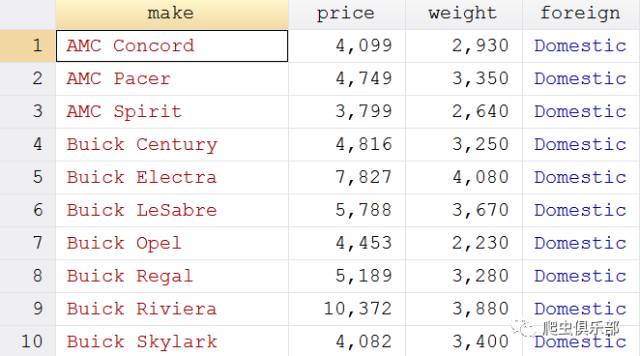 make price weight foreign
1 AMC Concord 4,099 2,930 Domestic
2 AMC Pacer 4,749 3,350 Domestic
3 AMC Spirit 3,799 2,640 Domestic
4 Buick Century 4,816 3,250 Domestic
5 Buick Electra 7,827 4,080 Domestic
6 Buick LeSabre 5,788 3,670 Domestic
7 Buick Opel 4,453 2,230 Domestic
8 Buick Regal 5,189 3,280 Domestic
9 Buick Riviera 10,372 3,880 Domestic
10 Buick Skylark 4,082 3,400 Domestic
爬虫俱乐部